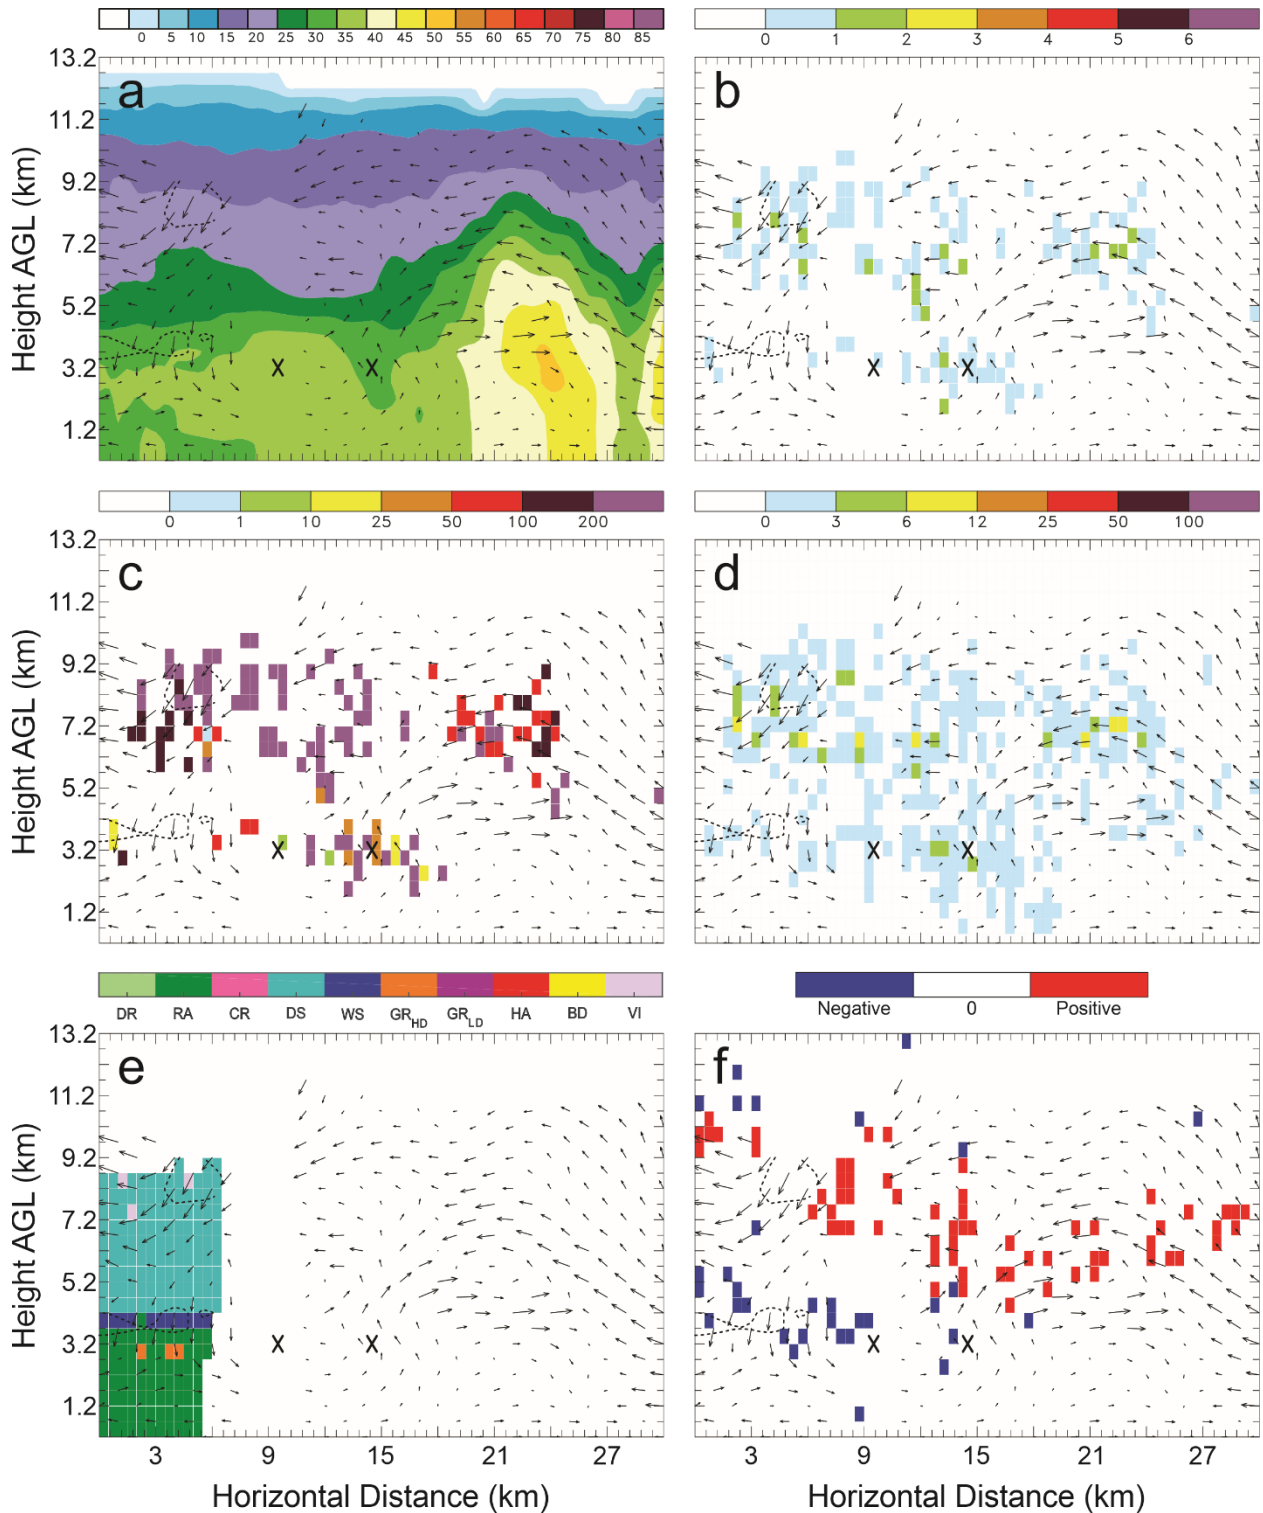 0 5 10 15 20 25 30 35 40 45 50 55 60 65 70 75 80 85
0 1 2 3 4 5 6
13.2
11.2
9.2
7.2
5.2
3.2
1.2
Height AGL (km)
a
X X
b
X X
0 1 10 25 50 100 200
0 3 6 12 25 50 100
13.2
11.2
9.2
7.2
5.2
3.2
1.2
Height AGL (km)
c
X X
d
X X
DR RA CR DS WS GR HD GR LD HA BD VI
Negative 0 Positive
13.2
11.2
9.2
7.2
5.2
3.2
1.2
Height AGL (km)
e
X X
f
X X
3 9 15 21 27
3 9 15 21 27
Horizontal Distance (km)
Horizontal Distance (km)